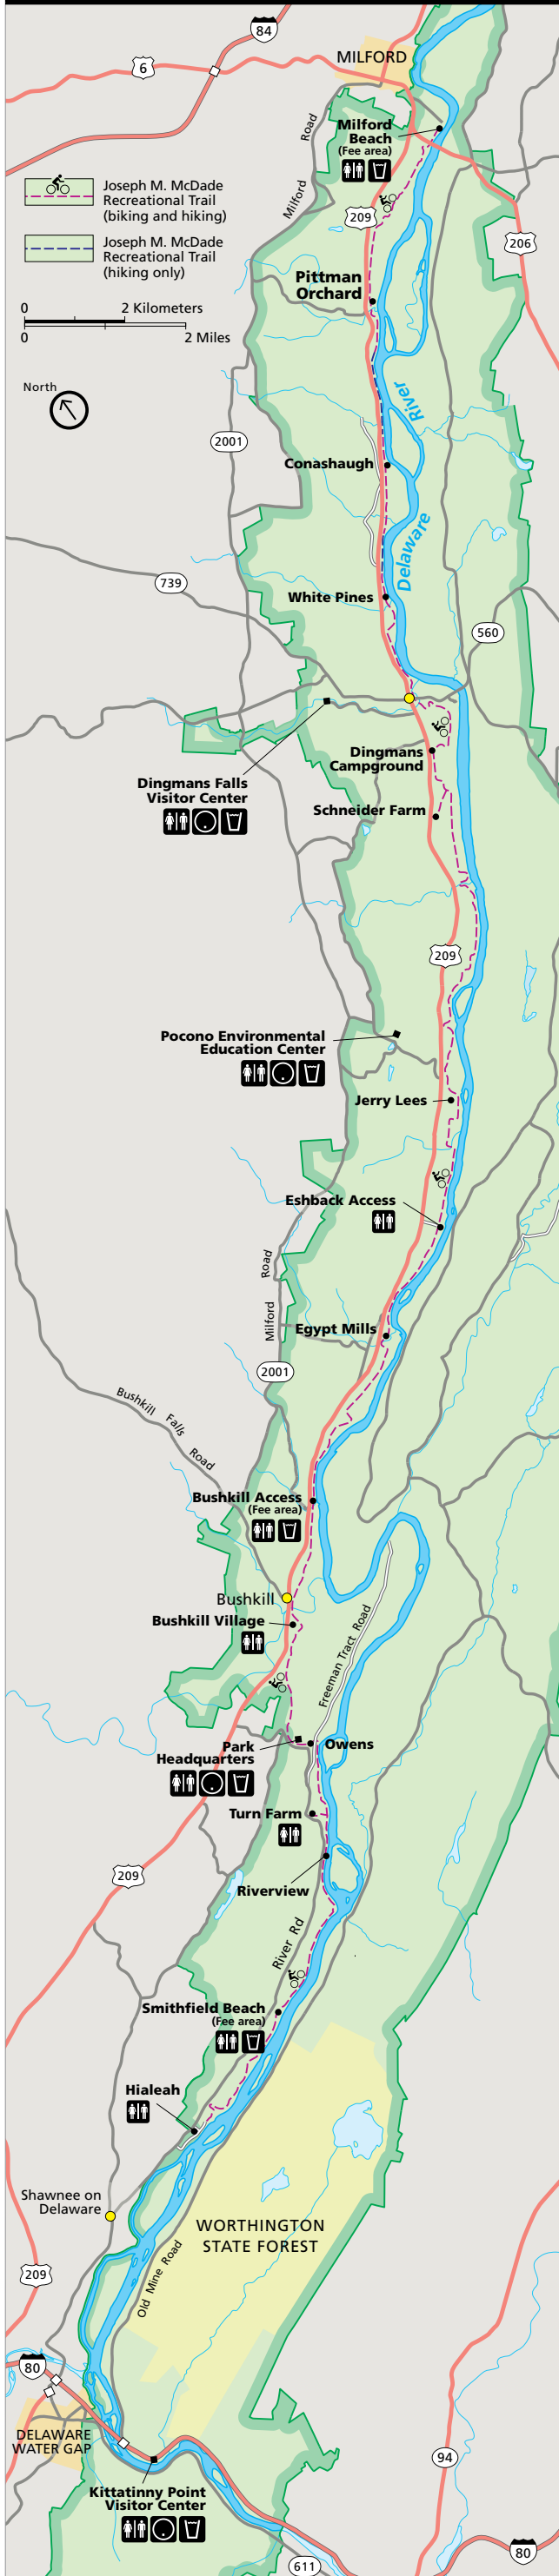 84
6
MILFORD
Milford Road
Milford
Beach
(Fee area)
Joseph M. McDade
Recreational Trail
(biking and hiking)
209
206
Joseph M. McDade
Recreational Trail
(hiking only)
Pittman
Orchard
0 2 Kilometers
0 2 Miles
North
River
2001
Conashaugh
Delaware
739
White Pines
560
Dingmans
Campground
Dingmans Falls
Visitor Center
Schneider Farm
209
Pocono Environmental
Education Center
Jerry Lees
Eshback Access
Milford Road
Egypt Mills
2001
Bushkill Falls Road
Bushkill Access
(Fee area)
Bushkill
Bushkill Village
Freeman Tract Road
Park
Headquarters
Owens
Turn Farm
209
Riverview
River Rd
Smithfield Beach
(Fee area)
Hialeah
Shawnee on
Delaware
WORTHINGTON
STATE FOREST
Old Mine Road
209
80
DELAWARE
WATER GAP
94
Kittatinny Point
Visitor Center
80
611